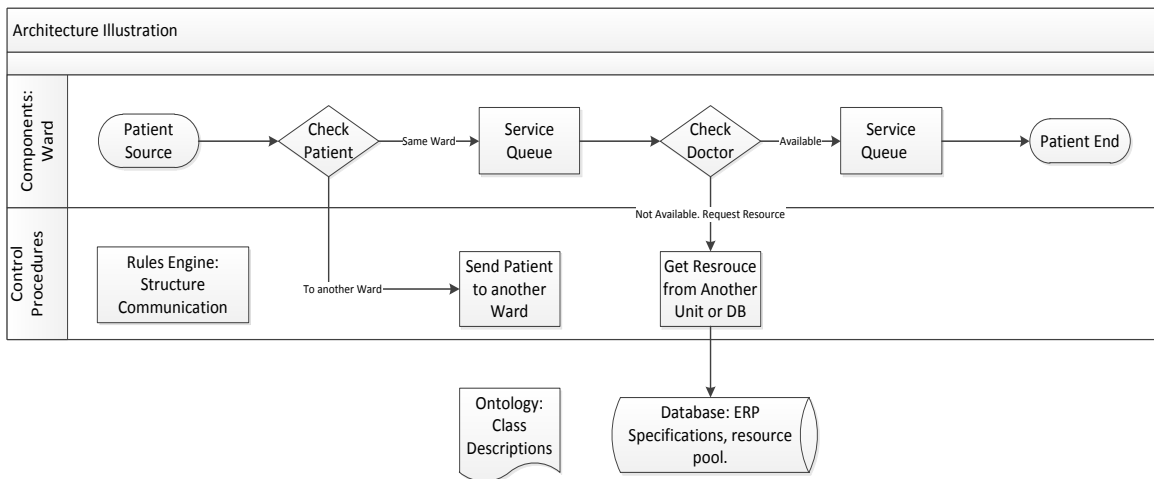 Architecture Illustration
Components:
Ward
Patient
Source
Check
Patient
Same Ward
Service
Queue
Check
Doctor
Available
Service
Queue
Patient End
Not Available. Request Resource
Control
Procedures
Rules Engine:
Structure
Communication
To another Ward
Send Patient
to another
Ward
Get Resrouce
from Another
Unit or DB
Ontology:
Class
Descriptions
Database: ERP
Specifications, resource
pool.